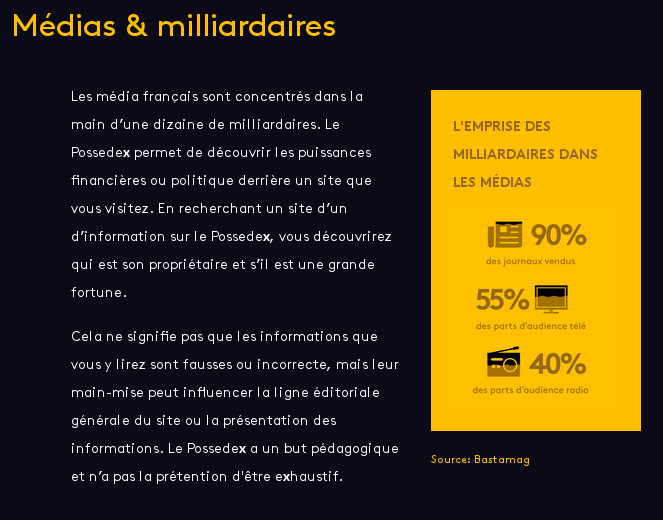 Médias & milliardaires
Les média français sont concentrés dans la
main d’une dizaine de milliardaires. Le
Possedex permet de découvrir les puissances
financières ou politique derrière un site que
vous visitez. En recherchant un site d’un
d’information sur le Possedex, vous découvrirez
qui est son propriétaire et s’il est une grande
fortune.
Cela ne signifie pas que les informations que
vous y lirez sont fausses ou incorrecte, mais leur
main-mise peut influencer la ligne éditoriale
générale du site ou la présentation des
informations. Le Possedex a un but pédagogique
et n’a pas la prétention d'être exhaustif.
L'EMPRISE DES
MILLIARDAIRES DANS
LES MÉDIAS
90%
des journaux vendus
55%
des parts d’audience télé
40%
des parts d’audience radio
Source: Bastamag